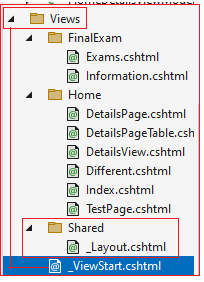 Views
FinalExam
Exams.cshtml
Information.cshtml
Home
DetailsPage.cshtml
DetailsPageTable.csh
DetailsView.cshtml
Different.cshtml
Index.cshtml
TestPage.cshtml
Shared
_Layout.cshtml
_ViewStart.cshtml